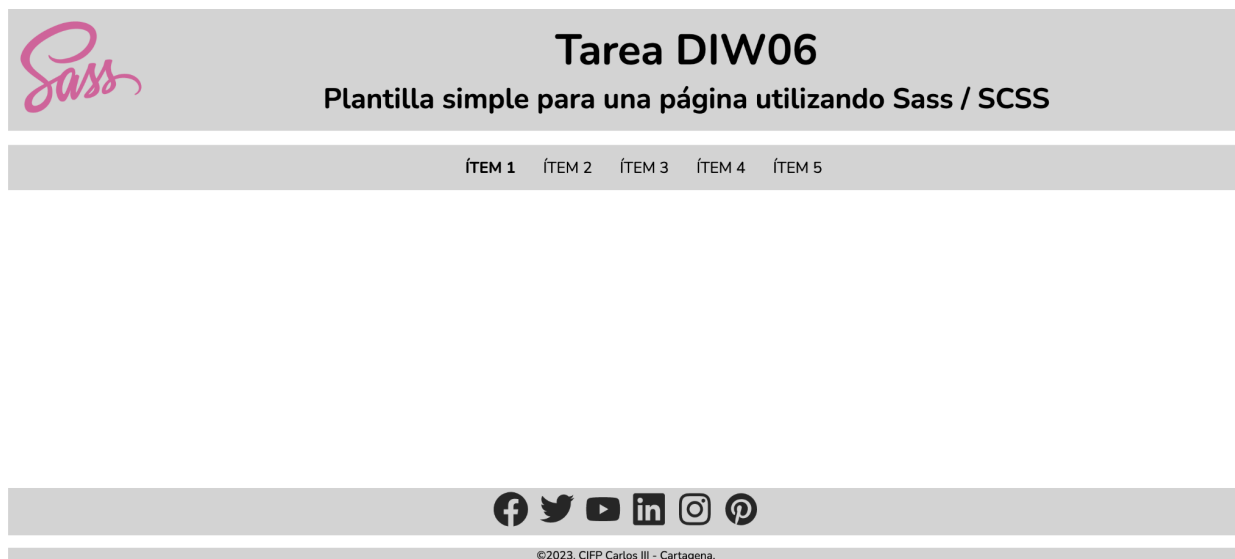 Sass
Tarea DIW06
Plantilla simple para una página utilizando Sass / SCSS
ÍTEM 1 ÍTEM 2 ÍTEM 3 ÍTEM 4 ÍTEM 5
in
©2023. CIFP Carlos III - Cartagena.